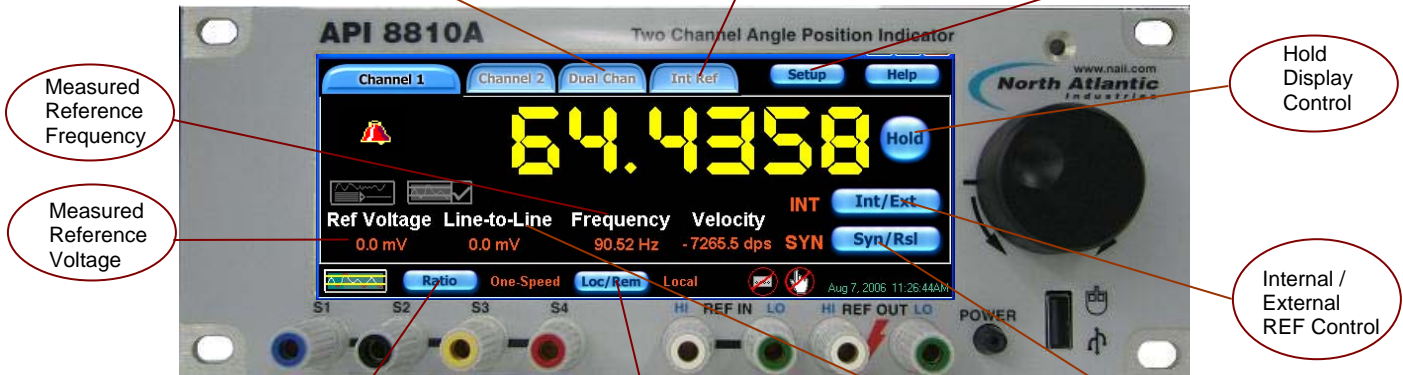 API 8810A
Two Channel Angle Position Indicator
Channel 1 Channel 2 Dual Chan Int Ref Setup Help
www.naii.com
North Atlantic
Industries
Hold
Display
Control
Measured
Reference
Frequency
64.4358
Hold
Measured
Reference
Voltage
Ref Voltage Line-to-Line Frequency Velocity
INT Int/Ext
0.0 mV 0.0 mV 90.52 Hz -7265.5 dps
SYN Syn/Rsl
Internal /
External
REF Control
Ratio One-Speed Loc/Rem Local
Aug 7, 2006 11:26:44AM
S1 S2 S3 S4 HI REF IN LO HI REF OUT LO POWER